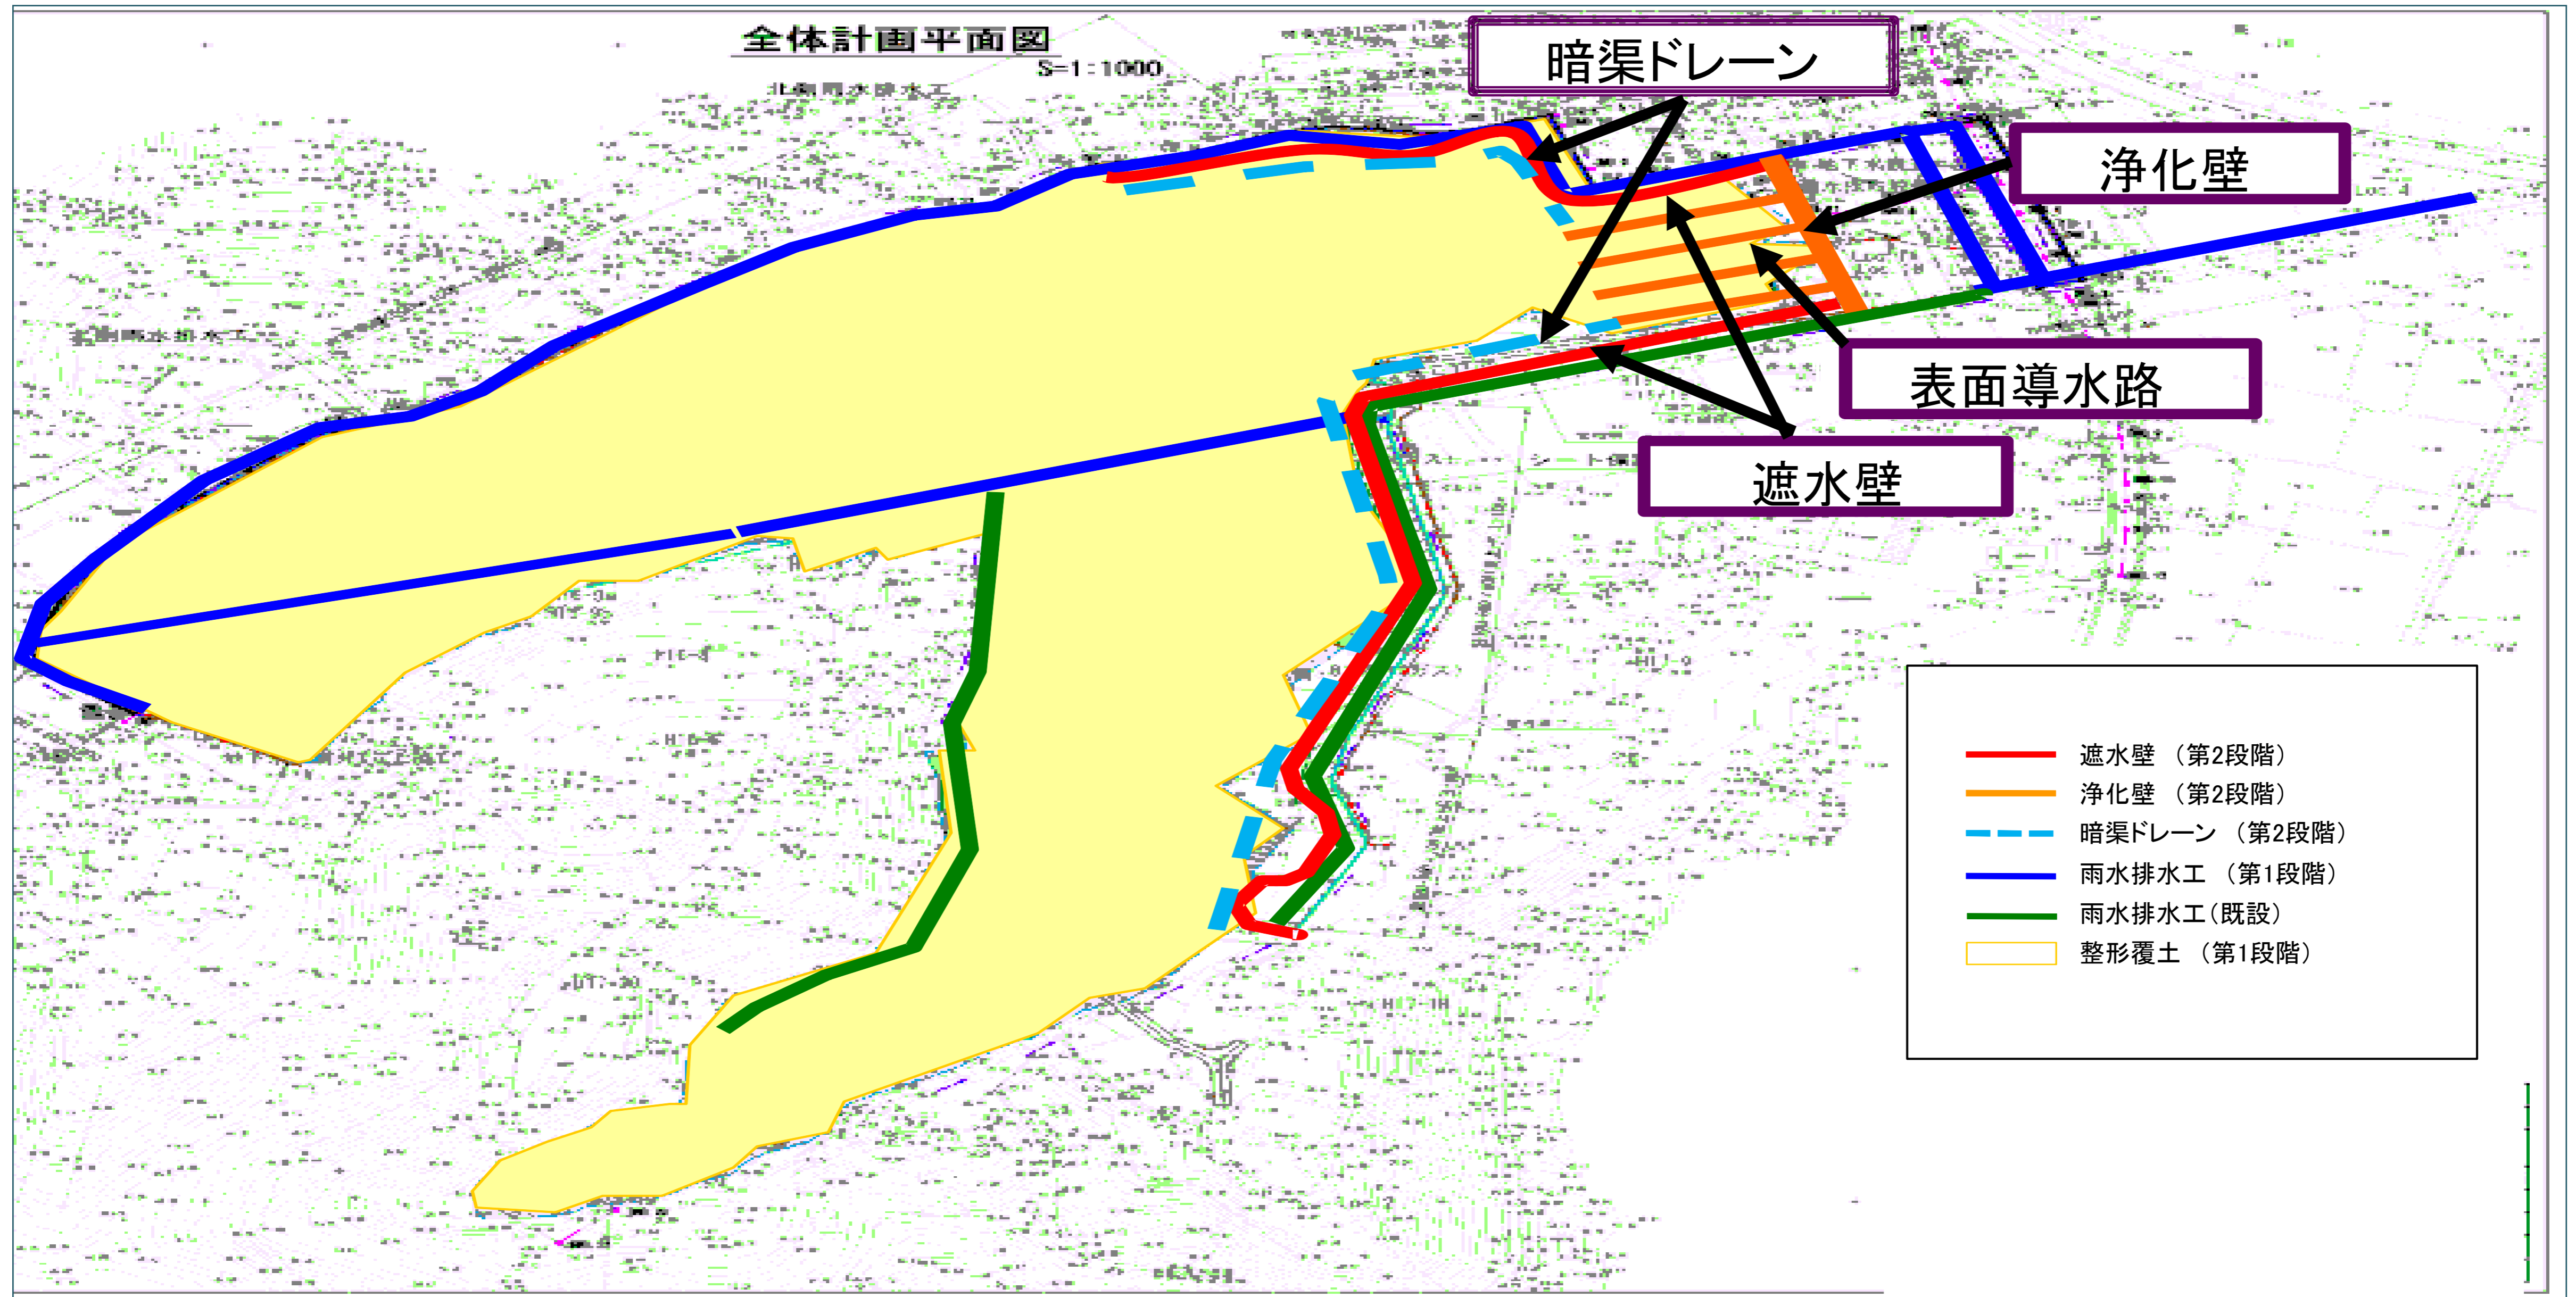 全体計画平面図
S=1:1000
暗渠ドレーン
浄化壁
表面導水路
遮水壁
遮水壁 (第2段階)
浄化壁 (第2段階)
暗渠ドレーン (第2段階)
雨水排水工 (第1段階)
雨水排水工(既設)
整形覆土 (第1段階)